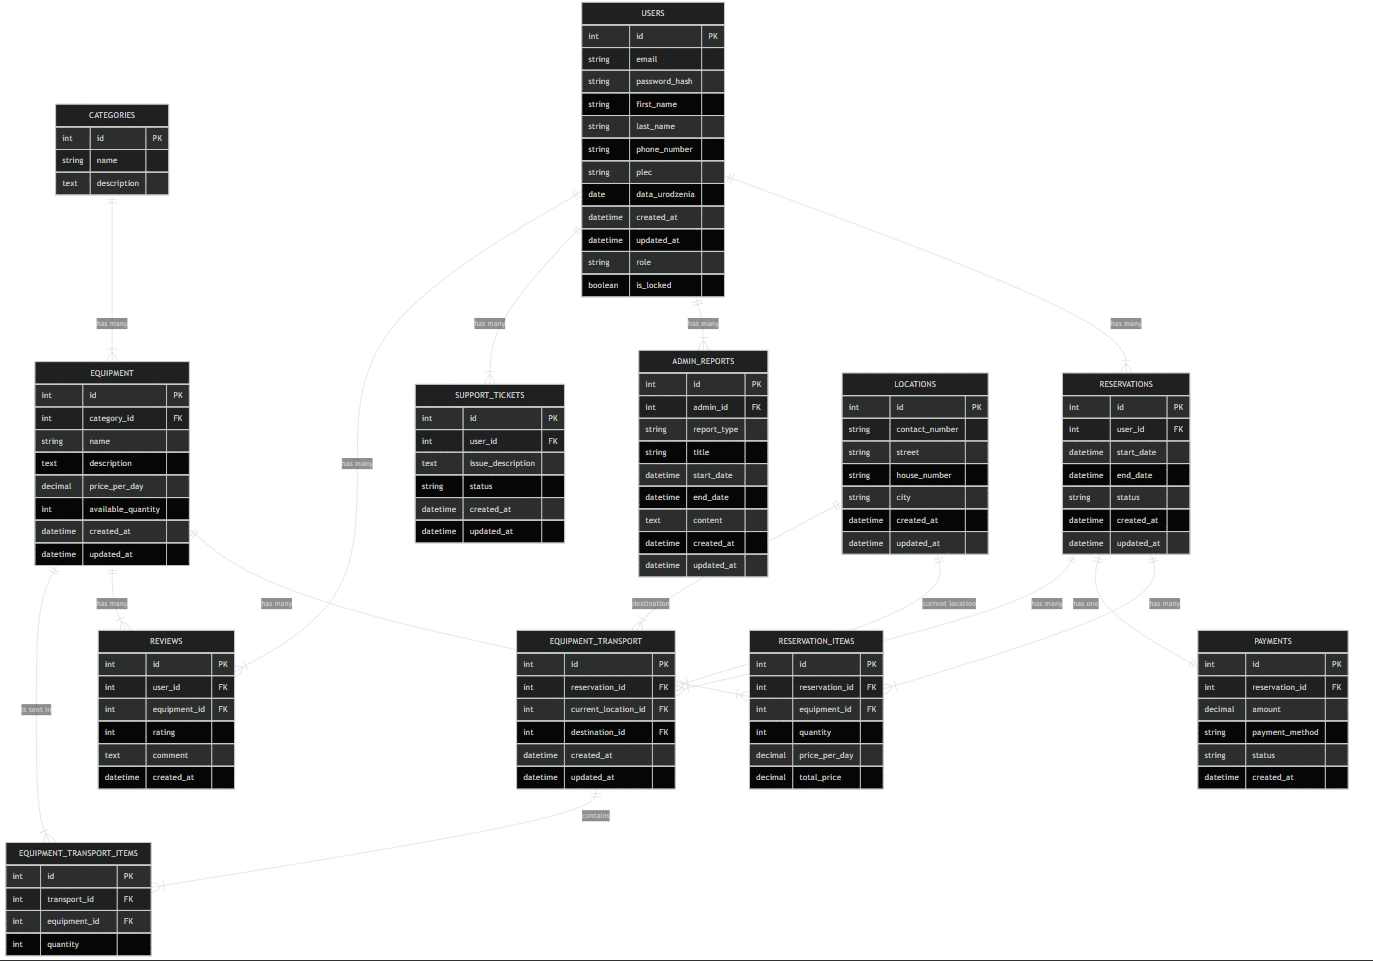 USERS
int id PK
string email
string password_hash
string first_name
string last_name
string phone_number
string plec
date data_urodzenia
datetime created_at
datetime updated_at
string role
boolean is_locked
CATEGORIES
int id PK
string name
text description
has many
has many
has many
has many
EQUIPMENT
int id PK
int category_id FK
string name
text description
decimal price_per_day
int available_quantity
datetime created_at
datetime updated_at
has many
SUPPORT_TICKETS
int id PK
int user_id FK
text issue_description
string status
datetime created_at
datetime updated_at
ADMIN_REPORTS
int id PK
int admin_id FK
string report_type
string title
datetime start_date
datetime end_date
text content
datetime created_at
datetime updated_at
LOCATIONS
int id PK
string contact_number
string street
string house_number
string city
datetime created_at
datetime updated_at
RESERVATIONS
int id PK
int user_id FK
datetime start_date
datetime end_date
string status
datetime created_at
datetime updated_at
has many
has many
destination
current location
has many
has one
has many
is sent in
REVIEWS
int id PK
int user_id FK
int equipment_id FK
int rating
text comment
datetime created_at
EQUIPMENT_TRANSPORT
int id PK
int reservation_id FK
int current_location_id FK
int destination_id FK
datetime created_at
datetime updated_at
RESERVATION_ITEMS
int id PK
int reservation_id FK
int equipment_id FK
int quantity
decimal price_per_day
decimal total_price
PAYMENTS
int id PK
int reservation_id FK
decimal amount
string payment_method
string status
datetime created_at
contains
EQUIPMENT_TRANSPORT_ITEMS
int id PK
int transport_id FK
int equipment_id FK
int quantity